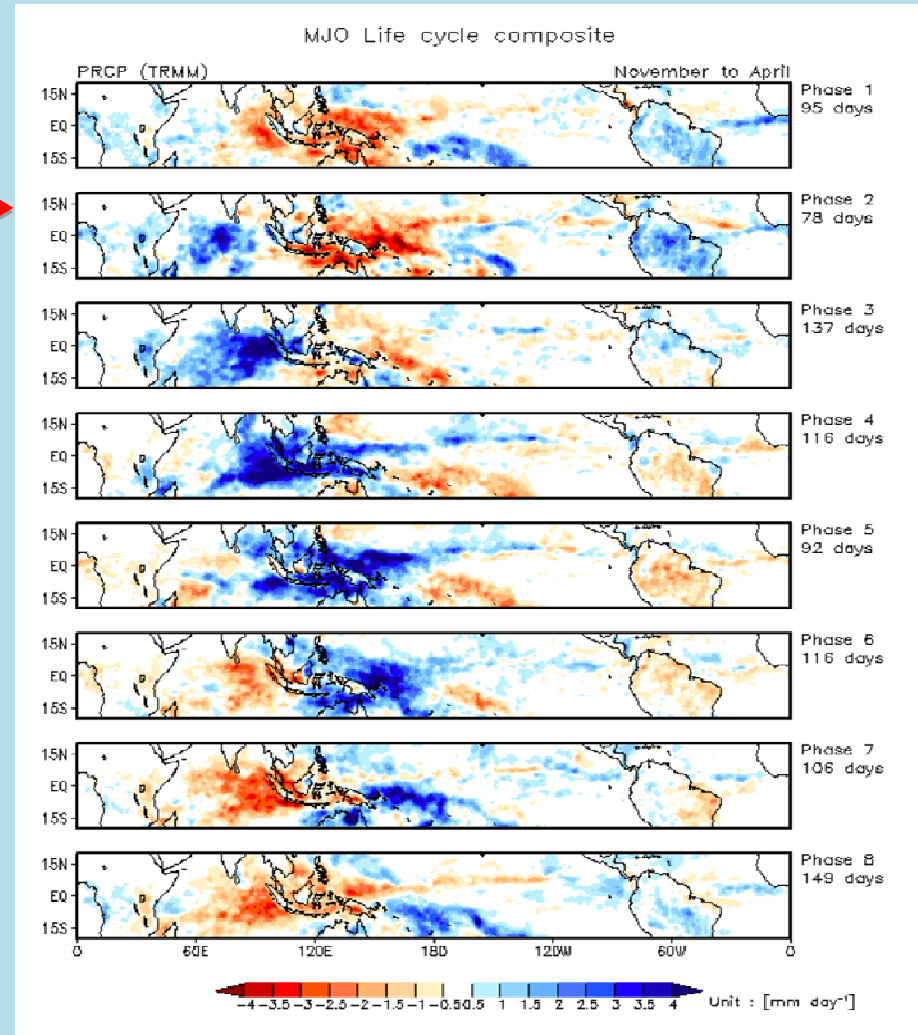 MJO Life cycle composite
PRCP (TRMM) November to April
15N
EQ
15S
Phase 1
95 days
15N
EQ
15S
Phase 2
78 days
15N
EQ
15S
Phase 3
137 days
15N
EQ
15S
Phase 4
116 days
15N
EQ
15S
Phase 5
92 days
15N
EQ
15S
Phase 6
116 days
15N
EQ
15S
Phase 7
106 days
15N
EQ
15S
Phase 8
149 days
0 60E 120E 180 120W 60W 0
-4 -3.5 -3 -2.5 -2 -1.5 -1 -0.5 0.5 1 1.5 2 2.5 3 3.5 4 Unit : [mm day⁻¹]